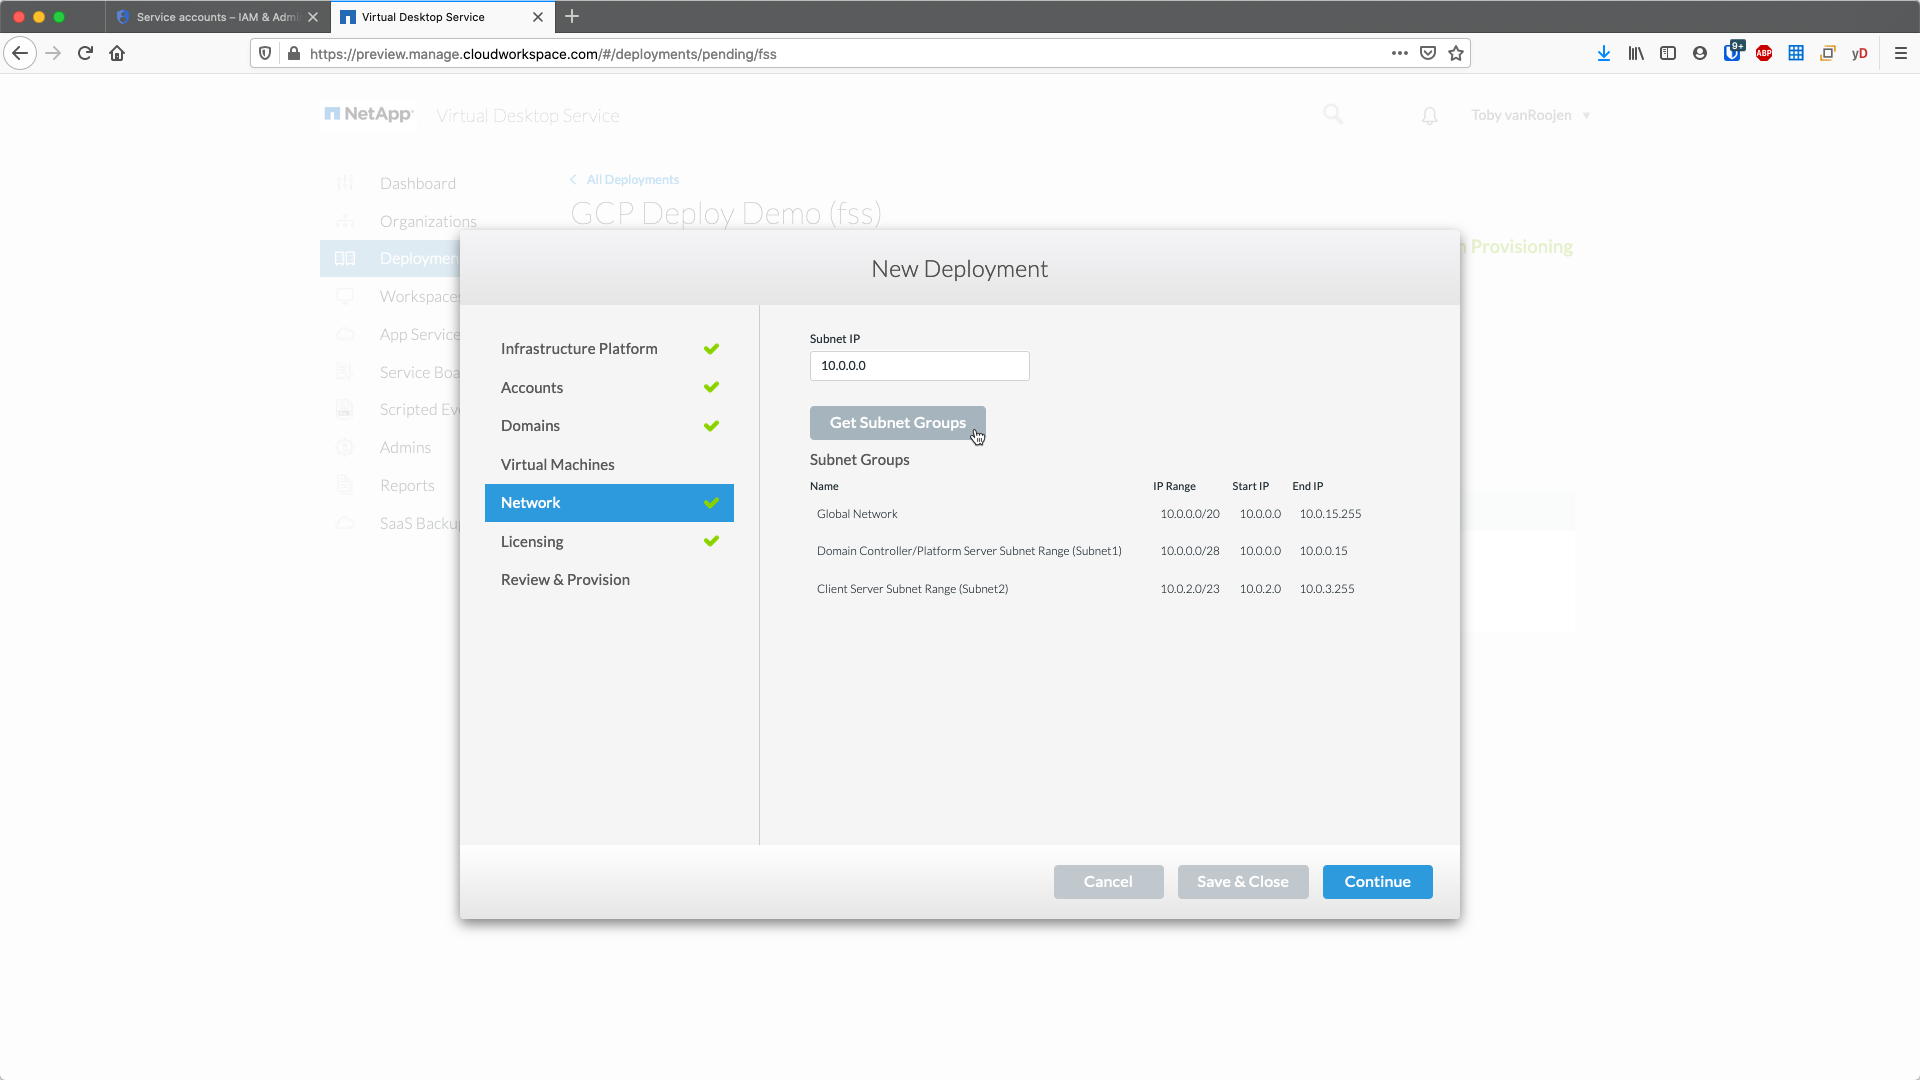 Service accounts – IAM & Admi
Virtual Desktop Service
https://preview.manage.cloudworkspace.com/#/deployments/pending/fss
9+
ABP
yD
NetApp
Virtual Desktop Service
Toby vanRoojen
Dashboard
Organizations
Deploymen
Workspaces
App Service
Service Boa
Scripted Eve
Admins
Reports
SaaS Backup
All Deployments
GCP Deploy Demo (fss)
n Provisioning
New Deployment
Infrastructure Platform
Accounts
Domains
Virtual Machines
Network
Licensing
Review & Provision
Subnet IP
10.0.0.0
Get Subnet Groups
Subnet Groups
Name IP Range Start IP End IP
Global Network 10.0.0.0/20 10.0.0.0 10.0.15.255
Domain Controller/Platform Server Subnet Range (Subnet1) 10.0.0.0/28 10.0.0.0 10.0.0.15
Client Server Subnet Range (Subnet2) 10.0.2.0/23 10.0.2.0 10.0.3.255
Cancel
Save & Close
Continue